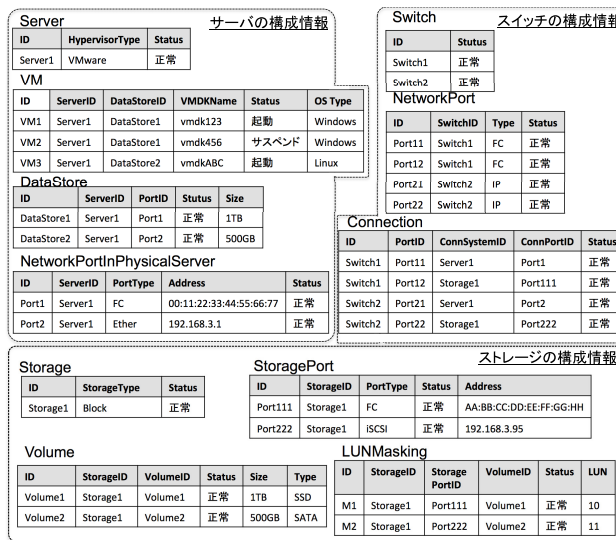 Server サーバの構成情報
ID HypervisorType Status
Server1 VMware 正常
VM
ID ServerID DataStoreID VMDKName Status OS Type
VM1 Server1 DataStore1 vmdk123 起動 Windows
VM2 Server1 DataStore1 vmdk456 サスペンド Windows
VM3 Server1 DataStore2 vmdkABC 起動 Linux
DataStore
ID ServerID PortID Stutus Size
DataStore1 Server1 Port1 正常 1TB
DataStore2 Server1 Port2 正常 500GB
NetworkPortInPhysicalServer
ID ServerID PortType Address Status
Port1 Server1 FC 00:11:22:33:44:55:66:77 正常
Port2 Server1 Ether 192.168.3.1 正常
Switch スイッチの構成情報
ID Stutus
Switch1 正常
Switch2 正常
NetworkPort
ID SwitchID Type Status
Port11 Switch1 FC 正常
Port12 Switch1 FC 正常
Port21 Switch2 IP 正常
Port22 Switch2 IP 正常
Connection
ID PortID ConnSystemID ConnPortID Status
Switch1 Port11 Server1 Port1 正常
Switch1 Port12 Storage1 Port111 正常
Switch2 Port21 Server1 Port2 正常
Switch2 Port22 Storage1 Port222 正常
ストレージの構成情報
Storage
ID StorageType Status
Storage1 Block 正常
StoragePort
ID StorageID PortType Status Address
Port111 Storage1 FC 正常 AA:BB:CC:DD:EE:FF:GG:HH
Port222 Storage1 iSCSI 正常 192.168.3.95
Volume
ID StorageID VolumeID Status Size Type
Volume1 Storage1 Volume1 正常 1TB SSD
Volume2 Storage1 Volume2 正常 500GB SATA
LUNMasking
ID StorageID Storage PortID VolumeID Status LUN
M1 Storage1 Port111 Volume1 正常 10
M2 Storage1 Port222 Volume2 正常 11